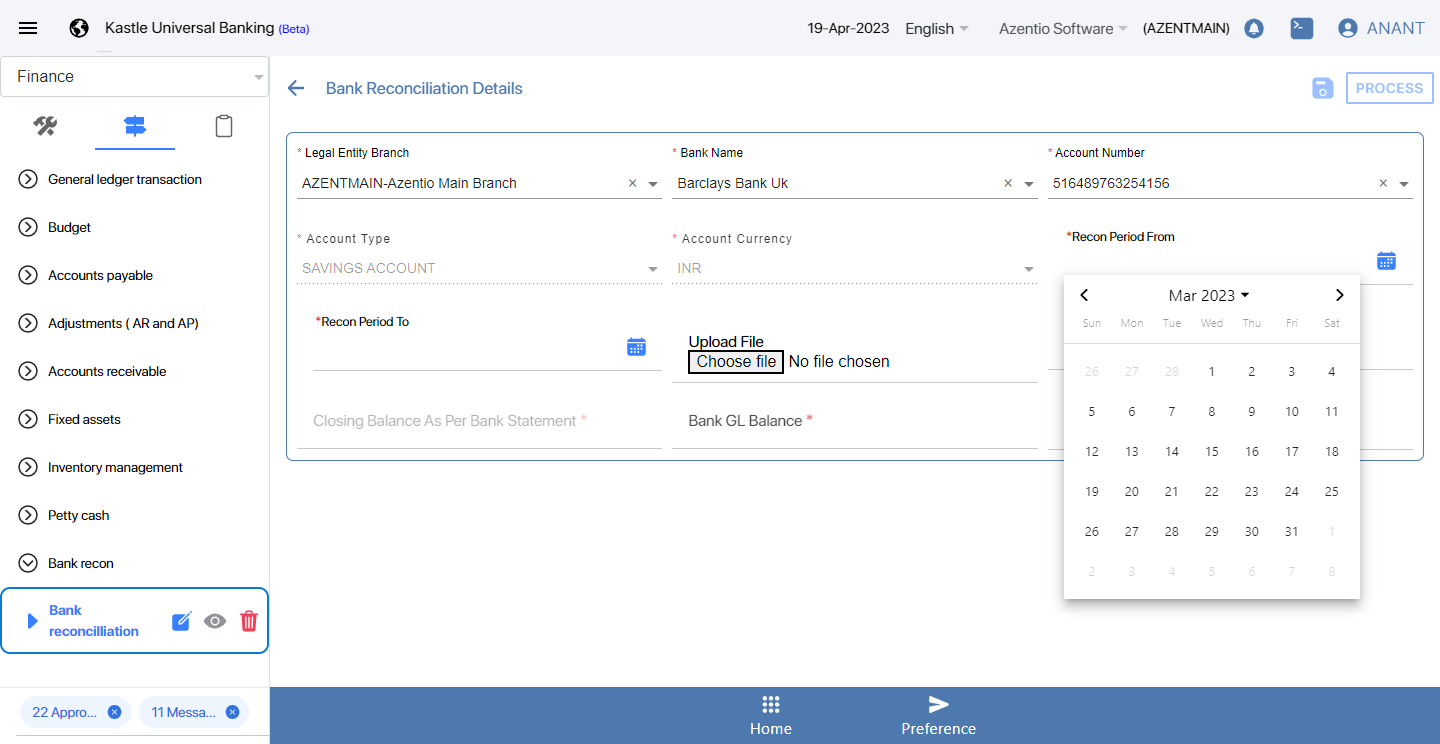 Kastle Universal Banking (Beta)
19-Apr-2023
English
Azentio Software
(AZENTMAIN)
ANANT
Finance
General ledger transaction
Budget
Accounts payable
Adjustments ( AR and AP)
Accounts receivable
Fixed assets
Inventory management
Petty cash
Bank recon
Bank
reconcilliation
22 Appro...
11 Messa...
Bank Reconciliation Details
PROCESS
* Legal Entity Branch
* Bank Name
* Account Number
AZENTMAIN-Azentio Main Branch ×
Barclays Bank Uk ×
516489763254156 ×
* Account Type
* Account Currency
*Recon Period From
SAVINGS ACCOUNT
INR
*Recon Period To
Upload File
Choose file No file chosen
Closing Balance As Per Bank Statement *
Bank GL Balance *
Mar 2023
Sun Mon Tue Wed Thu Fri Sat
26 27 28 1 2 3 4
5 6 7 8 9 10 11
12 13 14 15 16 17 18
19 20 21 22 23 24 25
26 27 28 29 30 31 1
2 3 4 5 6 7 8
Home
Preference